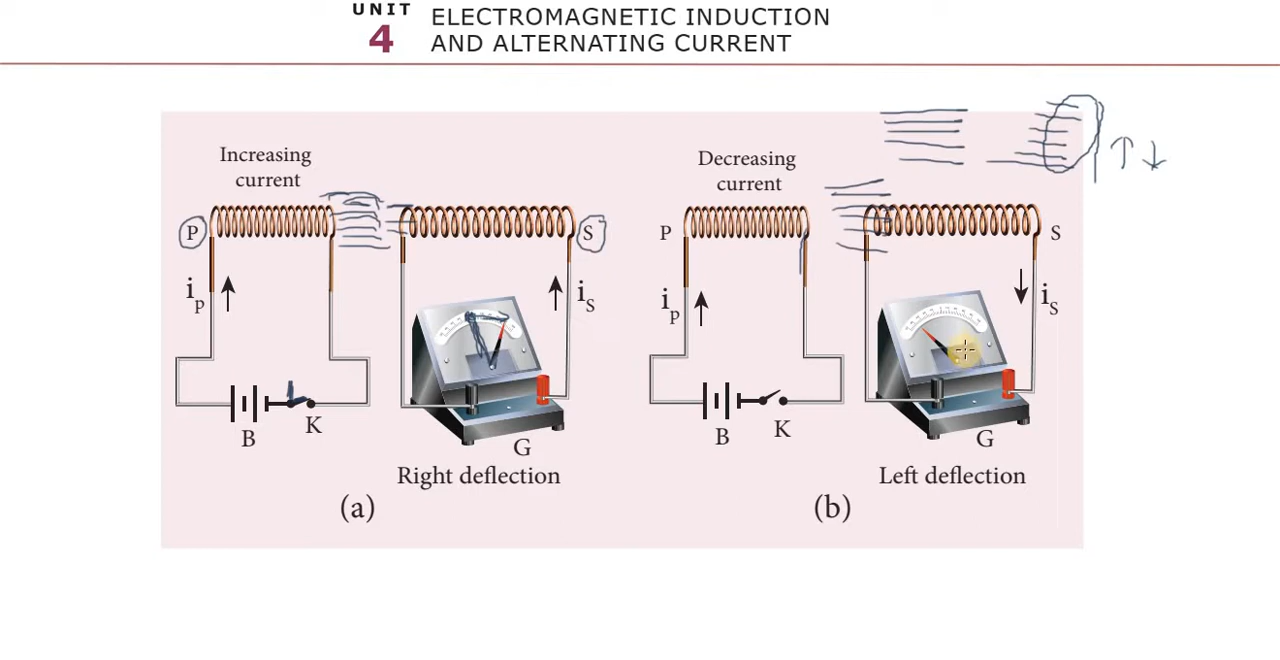 UNIT
4
ELECTROMAGNETIC INDUCTION
AND ALTERNATING CURRENT
Increasing
current
P
S
ip
iS
B
K
G
Right deflection
(a)
Decreasing
current
P
S
ip
iS
B
K
G
Left deflection
(b)